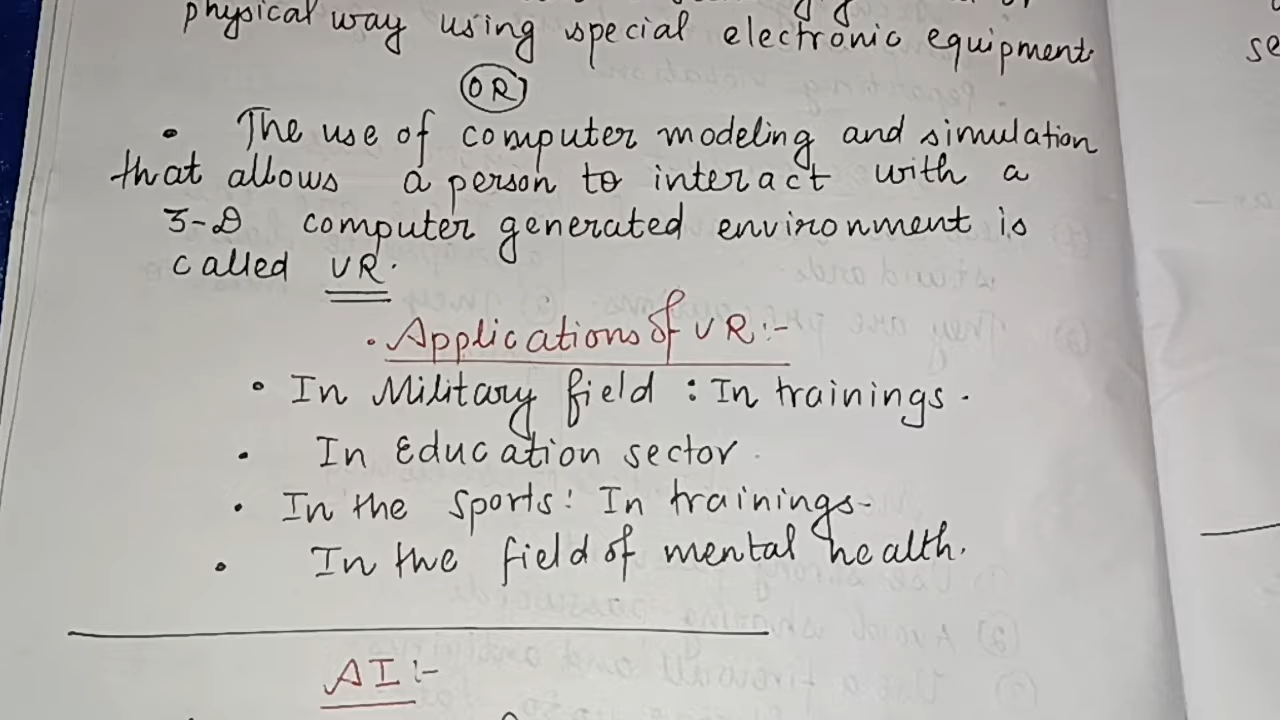 physical way using special electronic equipment
OR
• The use of computer modeling and simulation
that allows a person to interact with a
3-D computer generated environment is
called VR.
• Applications of VR :-
• In Military field : In trainings.
• In Education sector.
• In the sports : In trainings-
• In the field of mental health.
AI :-
se